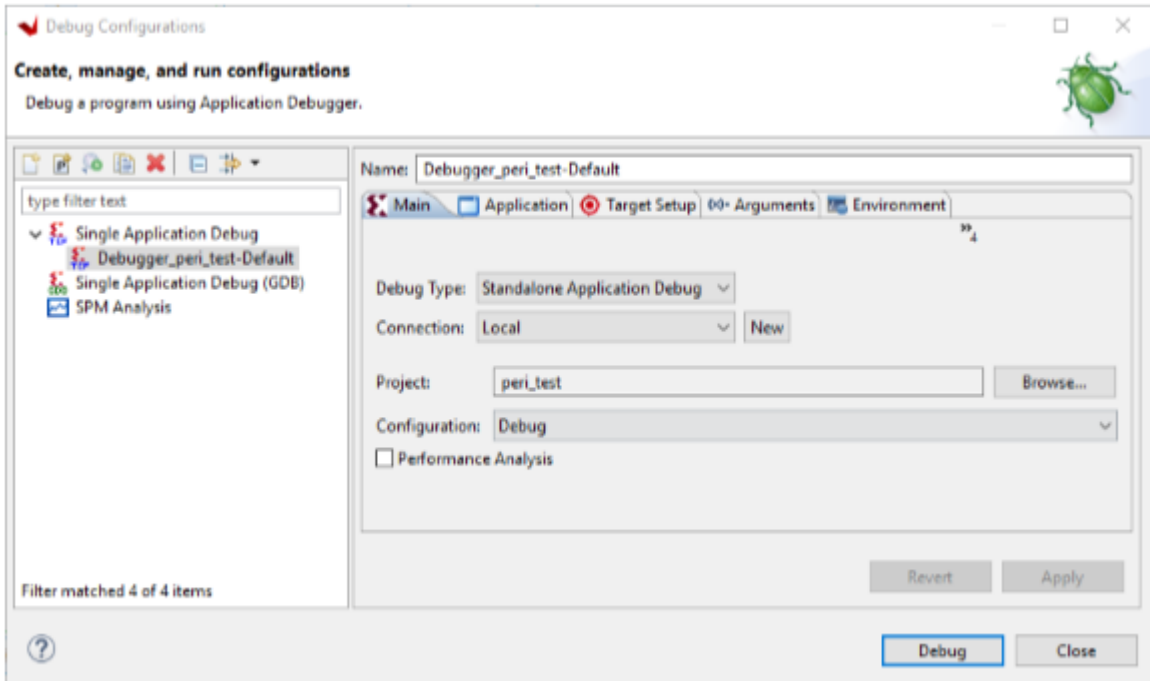 Debug Configurations
Create, manage, and run configurations
Debug a program using Application Debugger.
type filter text
Single Application Debug
Debugger_peri_test-Default
Single Application Debug (GDB)
SPM Analysis
Filter matched 4 of 4 items
Name: Debugger_peri_test-Default
Main Application Target Setup Arguments Environment
»4
Debug Type: Standalone Application Debug
Connection: Local New
Project: peri_test Browse...
Configuration: Debug
Performance Analysis
Revert Apply
? Debug Close